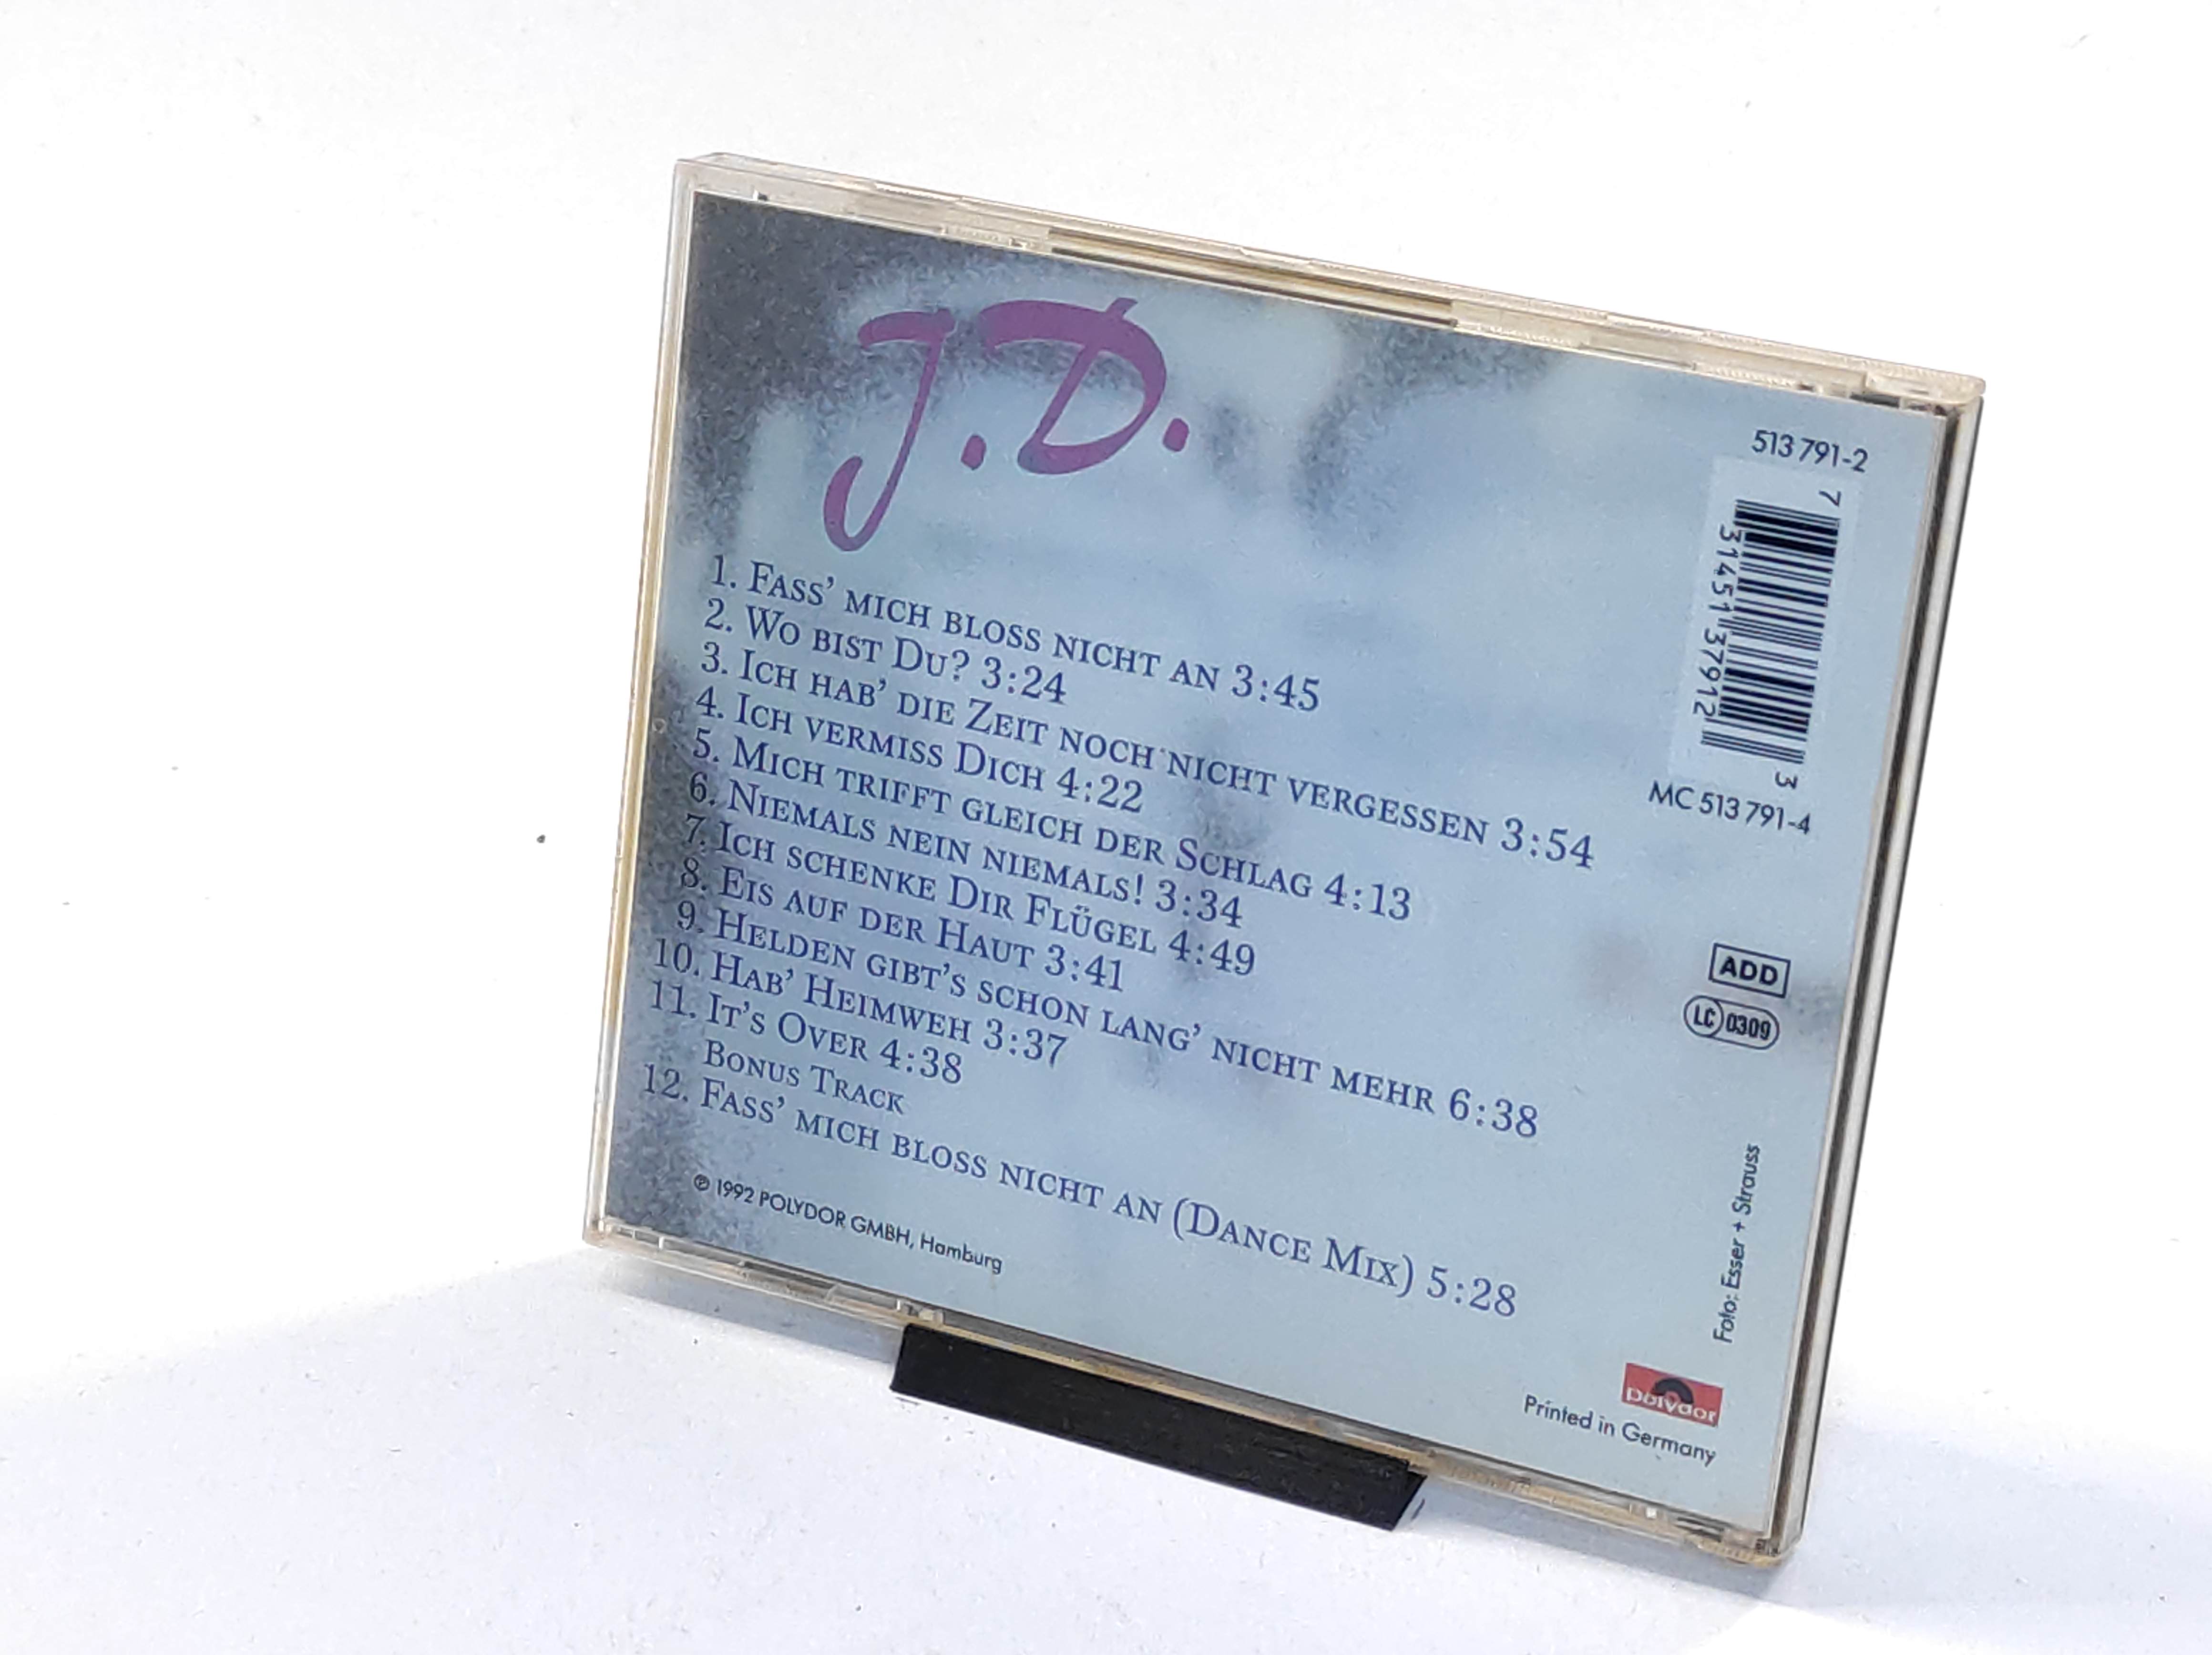 J.D.
1. Fass' mich bloss nicht an 3:45
2. Wo bist Du? 3:24
3. Ich hab' die Zeit noch nicht vergessen 3:54
4. Ich vermiss Dich 4:22
5. Mich trifft gleich der Schlag 4:13
6. Niemals nein niemals! 3:34
7. Ich schenke Dir Flügel 4:49
8. Eis auf der Haut 3:41
9. Helden gibt's schon lang' nicht mehr 6:38
10. Hab' Heimweh 3:37
11. It's Over 4:38
Bonus Track
12. Fass' mich bloss nicht an (Dance Mix) 5:28
℗ 1992 POLYDOR GMBH, Hamburg
513 791-2
7 31451 37912 3
MC 513 791-4
ADD
LC 0309
Foto: Esser + Strauss
polydor
Printed in Germany